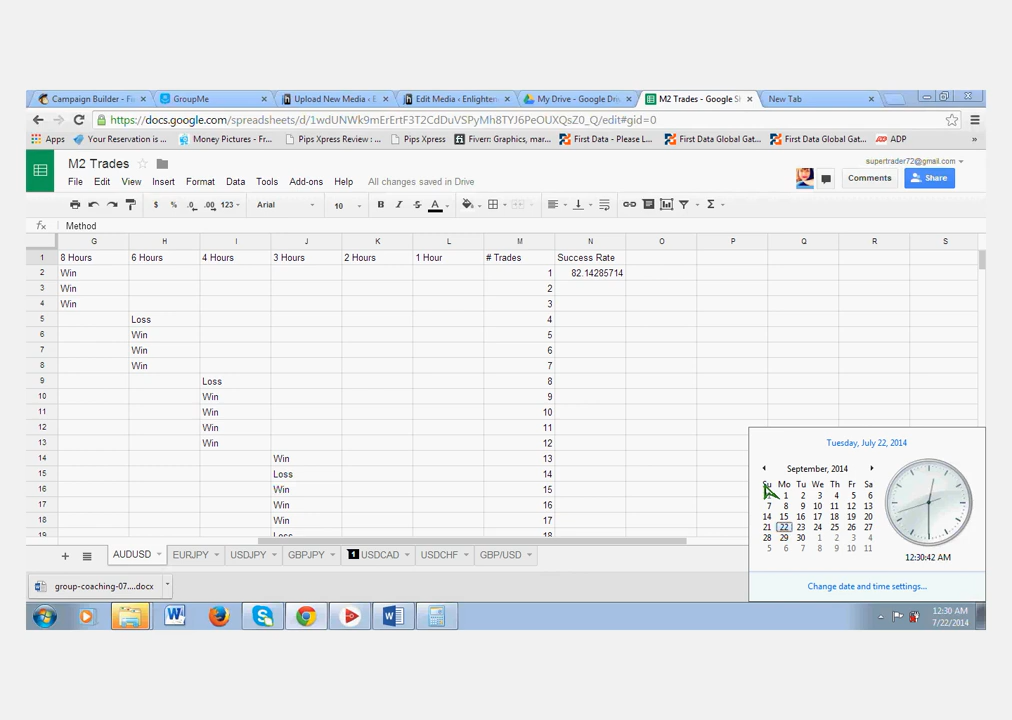 Campaign Builder - Fi
GroupMe
Upload New Media ‹ E
Edit Media ‹ Enlighten
My Drive - Google Dri
M2 Trades - Google Sh
New Tab
https://docs.google.com/spreadsheets/d/1wdUNWk9mErErtF3T2CdDuVSPyMh8TYJ6PeOUXQsZ0_Q/edit#gid=0
Apps Your Reservation is ... Money Pictures - Fr... Pips Xpress Review : ... Pips Xpress Fiverr: Graphics, mar... First Data - Please L... First Data Global Gat... First Data Global Gat... ADP »
M2 Trades
supertrader72@gmail.com
File Edit View Insert Format Data Tools Add-ons Help All changes saved in Drive
Comments Share
$ % .0 .00 123 Arial 10 B I S A Σ
fx Method
G H I J K L M N O P Q R S
1 8 Hours 6 Hours 4 Hours 3 Hours 2 Hours 1 Hour # Trades Success Rate
2 Win 1 82.14285714
3 Win 2
4 Win 3
5 Loss 4
6 Win 5
7 Win 6
8 Win 7
9 Loss 8
10 Win 9
11 Win 10
12 Win 11
13 Win 12
14 Win 13
15 Loss 14
16 Win 15
17 Win 16
18 Win 17
19 Loss 18
Tuesday, July 22, 2014
September, 2014
Su Mo Tu We Th Fr Sa
1 2 3 4 5 6
7 8 9 10 11 12 13
14 15 16 17 18 19 20
21 22 23 24 25 26 27
28 29 30 1 2 3 4
5 6 7 8 9 10 11
12:30:42 AM
Change date and time settings...
AUDUSD EURJPY USDJPY GBPJPY 1 USDCAD USDCHF GBP/USD
group-coaching-07....docx
12:30 AM
7/22/2014